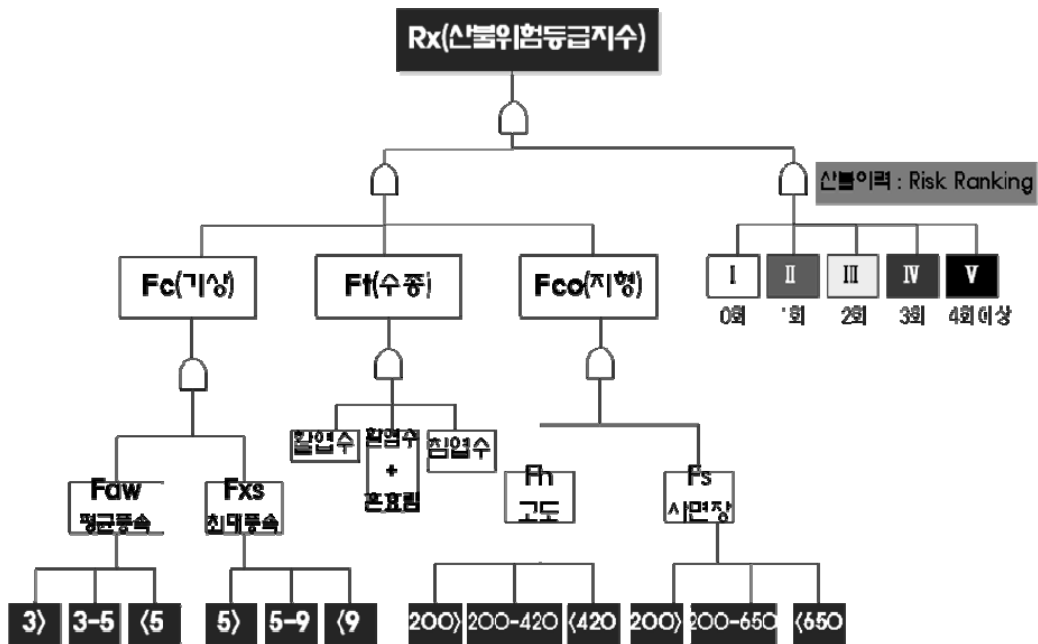 Rx(산불위험등급지수)
산불이력 : Risk Ranking
Fc(기상)
Ft(수종)
Fco(지형)
I
II
III
IV
V
0회
1회
2회
3회
4회이상
활엽수
활엽수
+
혼효림
침엽수
Faw
평균풍속
Fxs
최대풍속
Fh
고도
Fs
사면장
3〉
3-5
〈5
5〉
5-9
〈9
200〉
200-420
〈420
200〉
200-650
〈650